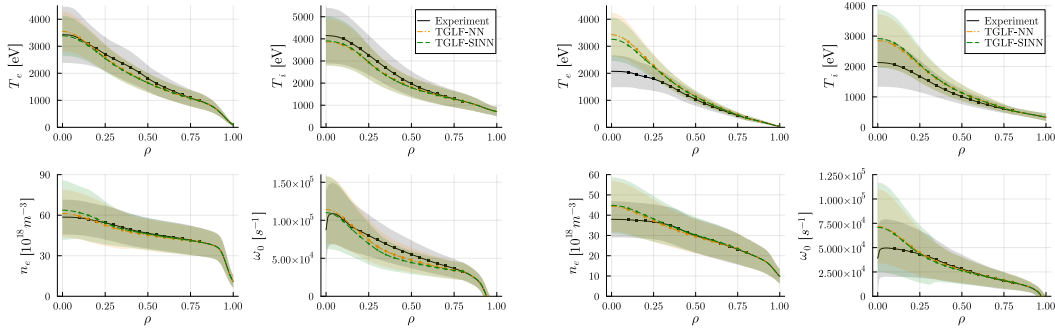 T_e [eV]
4000
3000
2000
1000
0
0.00 0.25 0.50 0.75 1.00
ρ
T_i [eV]
5000
4000
3000
2000
1000
0
0.00 0.25 0.50 0.75 1.00
ρ
Experiment
TGLF-NN
TGLF-SINN
T_e [eV]
4000
3000
2000
1000
0
0.00 0.25 0.50 0.75 1.00
ρ
T_i [eV]
4000
3000
2000
1000
0
0.00 0.25 0.50 0.75 1.00
ρ
Experiment
TGLF-NN
TGLF-SINN
n_e [10^18 m^−3]
90
60
30
0
0.00 0.25 0.50 0.75 1.00
ρ
ω_0 [s^−1]
1.50×10^5
1.00×10^5
5.00×10^4
0.00 0.25 0.50 0.75 1.00
ρ
n_e [10^18 m^−3]
60
50
40
30
20
10
0
0.00 0.25 0.50 0.75 1.00
ρ
ω_0 [s^−1]
1.250×10^4
1.000×10^4
7.500×10^3
5.000×10^3
2.500×10^3
0.00 0.25 0.50 0.75 1.00
ρ